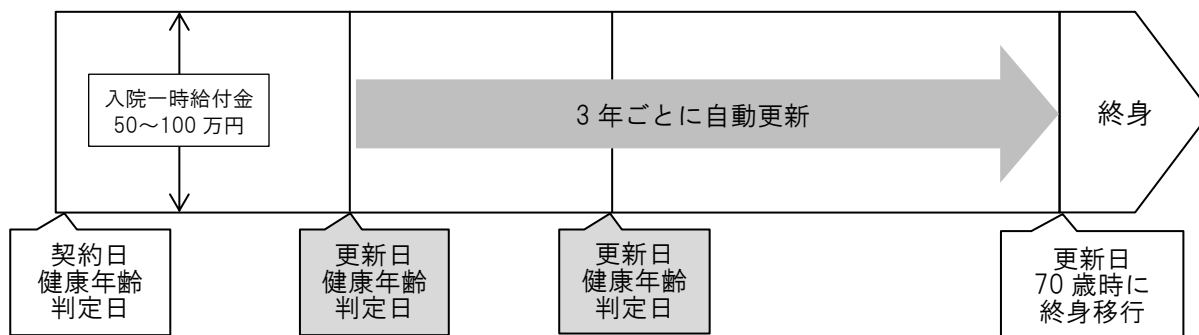 入院一時給付金
50～100 万円
3 年ごとに自動更新
終身
契約日
健康年齢
判定日
更新日
健康年齢
判定日
更新日
健康年齢
判定日
更新日
70 歳時に
終身移行